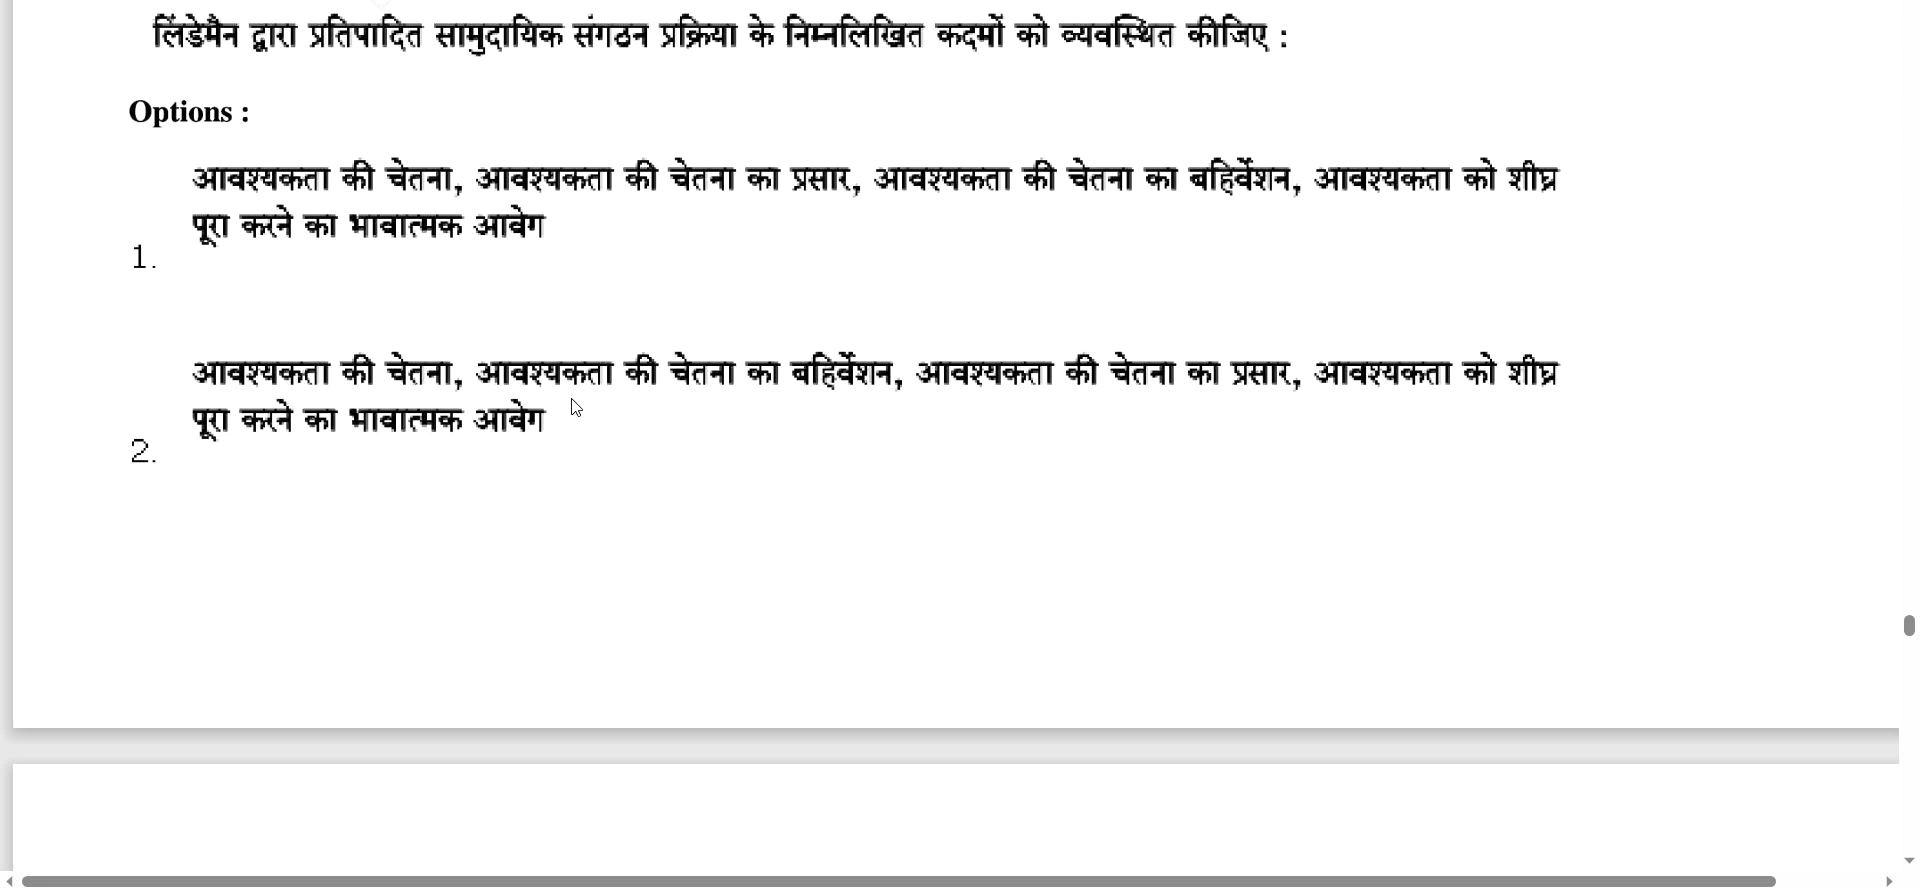 लिंडेमैन द्वारा प्रतिपादित सामुदायिक संगठन प्रक्रिया के निम्नलिखित कदमों को व्यवस्थित कीजिए :
Options :
आवश्यकता की चेतना, आवश्यकता की चेतना का प्रसार, आवश्यकता की चेतना का बहिर्वेशन, आवश्यकता को शीघ्र
पूरा करने का भावात्मक आवेग
1.
आवश्यकता की चेतना, आवश्यकता की चेतना का बहिर्वेशन, आवश्यकता की चेतना का प्रसार, आवश्यकता को शीघ्र
पूरा करने का भावात्मक आवेग
2.